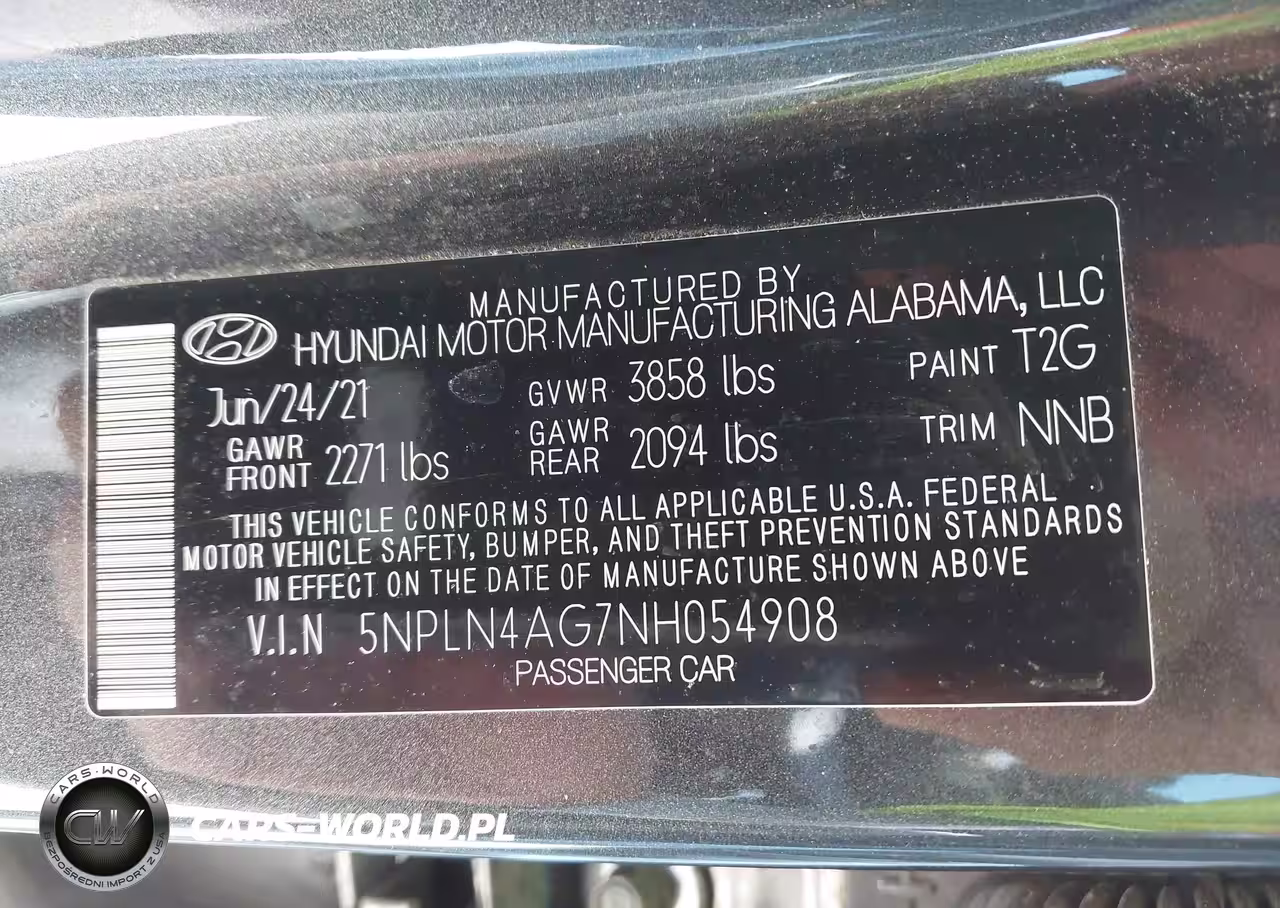 MANUFACTURED BY
HYUNDAI MOTOR MANUFACTURING ALABAMA, LLC
Jun/24/21
GVWR 3858 lbs
PAINT T2G
GAWR FRONT 2271 lbs
GAWR REAR 2094 lbs
TRIM NNB
THIS VEHICLE CONFORMS TO ALL APPLICABLE U.S.A. FEDERAL
MOTOR VEHICLE SAFETY, BUMPER, AND THEFT PREVENTION STANDARDS
IN EFFECT ON THE DATE OF MANUFACTURE SHOWN ABOVE
V.I.N 5NPLN4AG7NH054908
PASSENGER CAR
CARS-WORLD
CW
BEZPOŚREDNI IMPORT Z USA
CARS-WORLD.PL